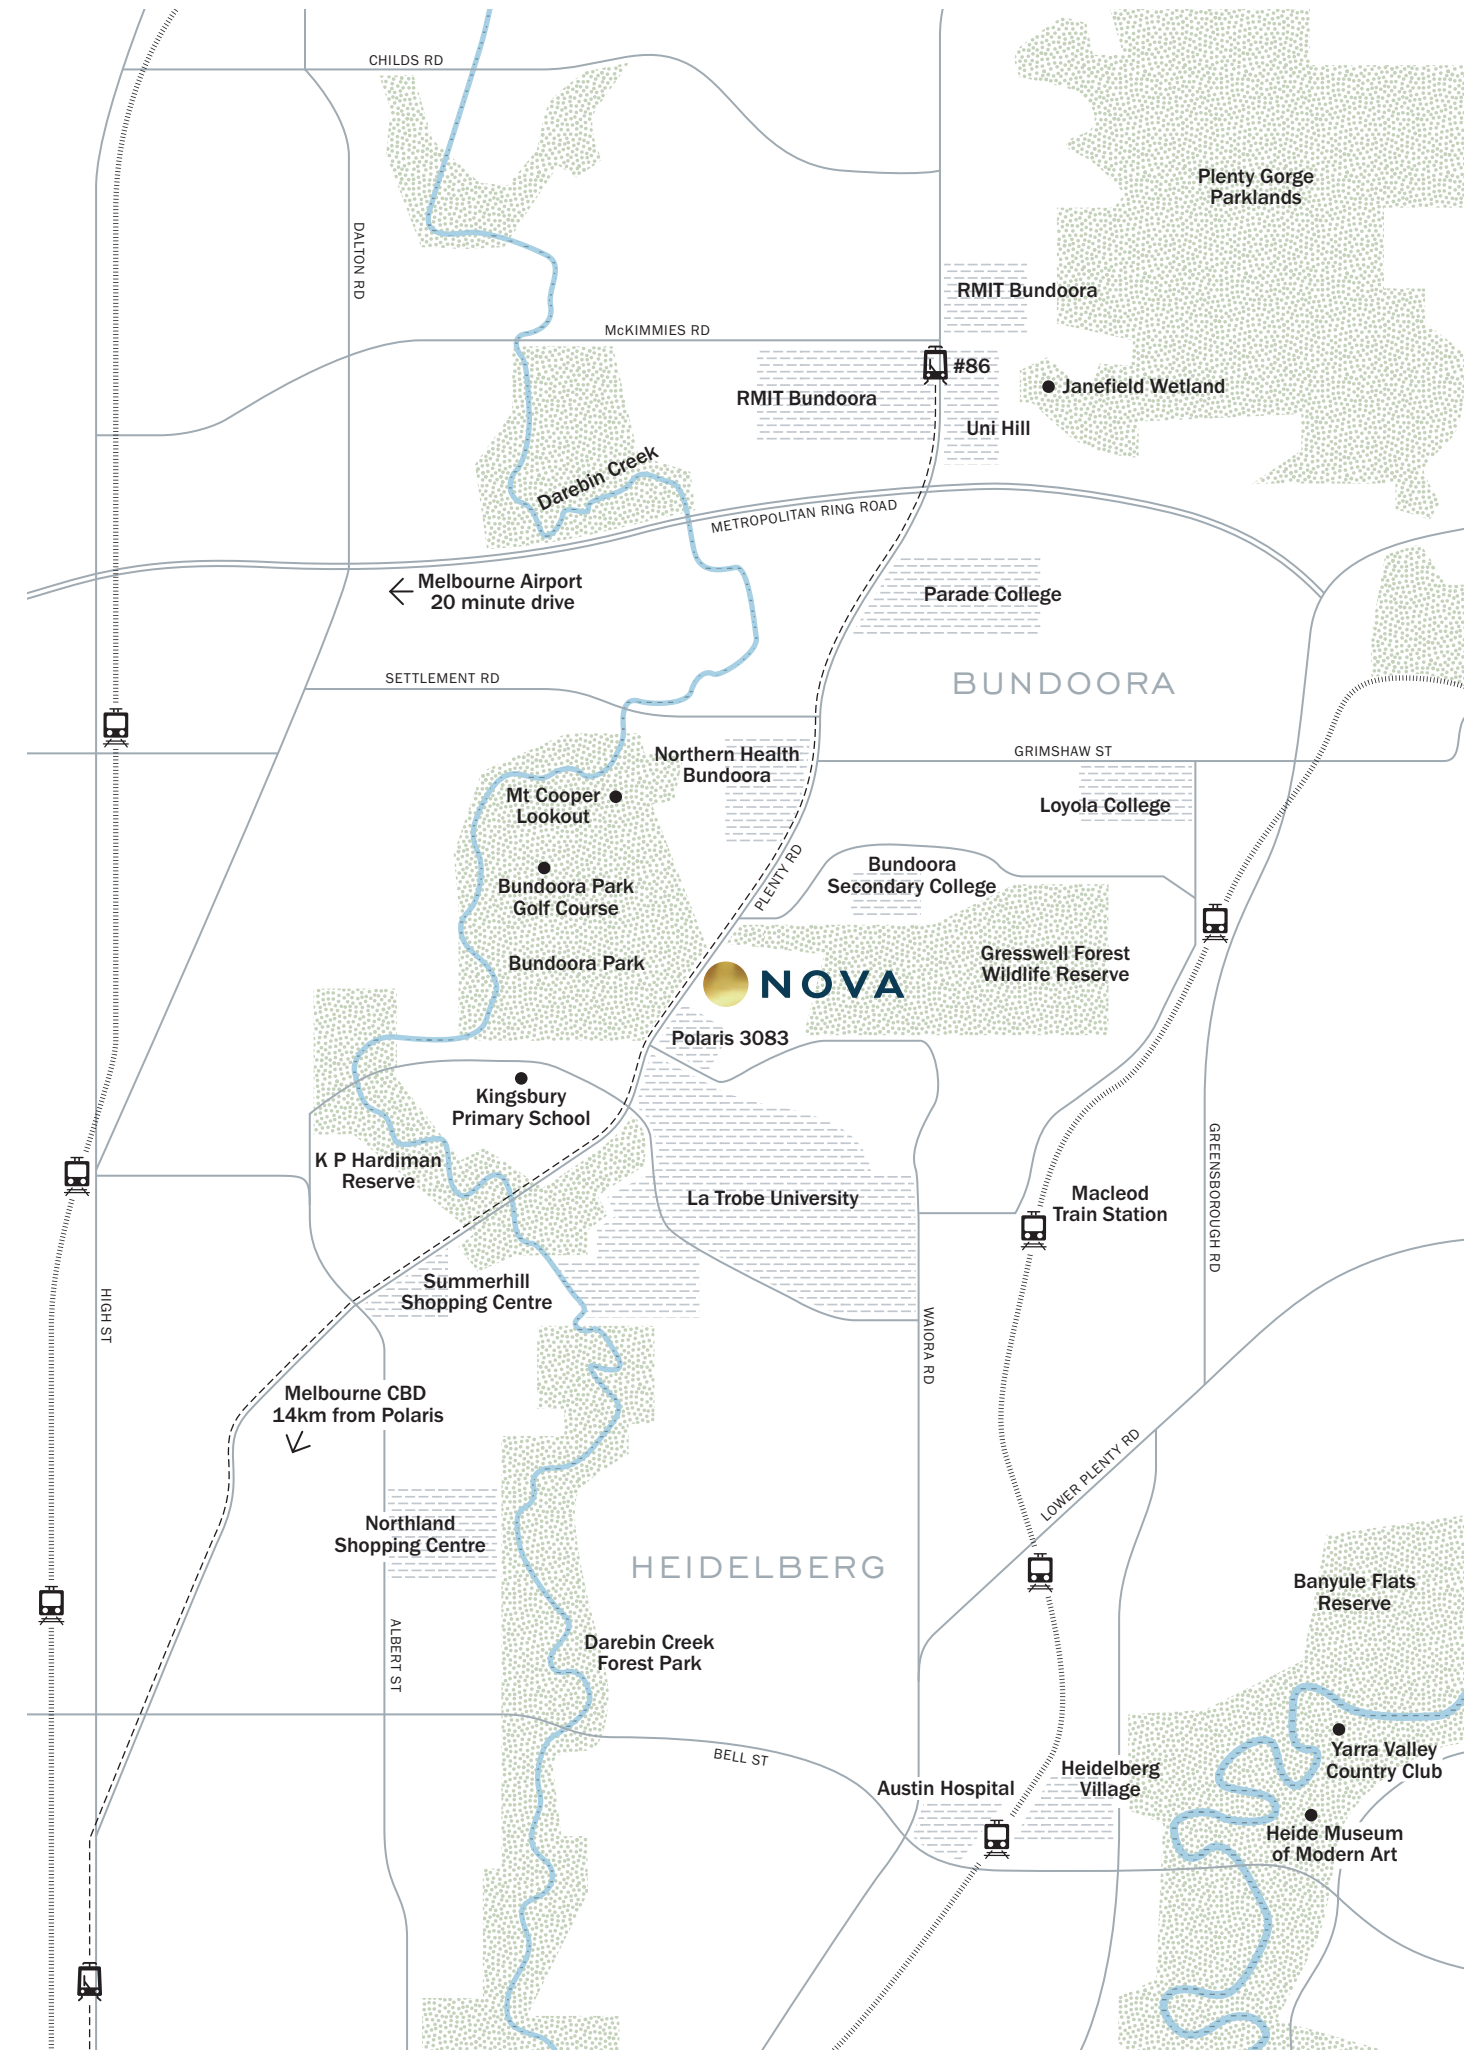 CHILDS RD
Plenty Gorge
Parklands
DALTON RD
RMIT Bundoora
McKIMMIES RD
#86
Janefield Wetland
RMIT Bundoora
Uni Hill
Darebin Creek
METROPOLITAN RING ROAD
Melbourne Airport
20 minute drive
Parade College
SETTLEMENT RD
BUNDOORA
Northern Health
Bundoora
GRIMSHAW ST
Mt Cooper
Lookout
Loyola College
PLENTY RD
Bundoora
Secondary College
Bundoora Park
Golf Course
Bundoora Park
Gresswell Forest
Wildlife Reserve
NOVA
Polaris 3083
Kingsbury
Primary School
K P Hardiman
Reserve
La Trobe University
Macleod
Train Station
GREENSBOROUGH RD
Summerhill
Shopping Centre
HIGH ST
WAIORA RD
Melbourne CBD
14km from Polaris
LOWER PLENTY RD
Northland
Shopping Centre
HEIDELBERG
Banyule Flats
Reserve
ALBERT ST
Darebin Creek
Forest Park
BELL ST
Yarra Valley
Country Club
Austin Hospital
Heidelberg
Village
Heide Museum
of Modern Art